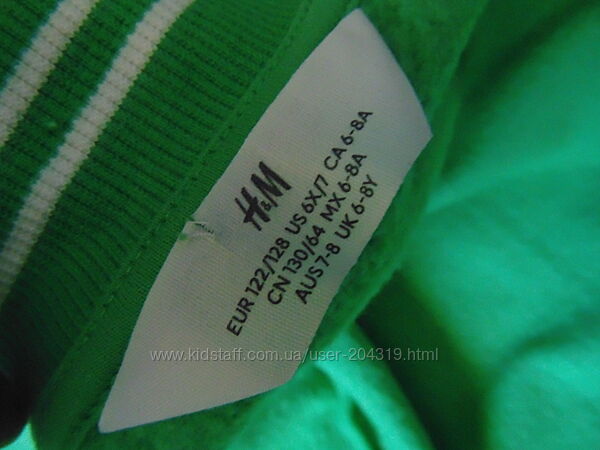 H&M
EUR 122/128 US 6X/7 CA 6-8A
CN 130/64 MX 6-8A
AUS 7-8 UK 6-8Y
www.kidstaff.com.ua/user-204319.html